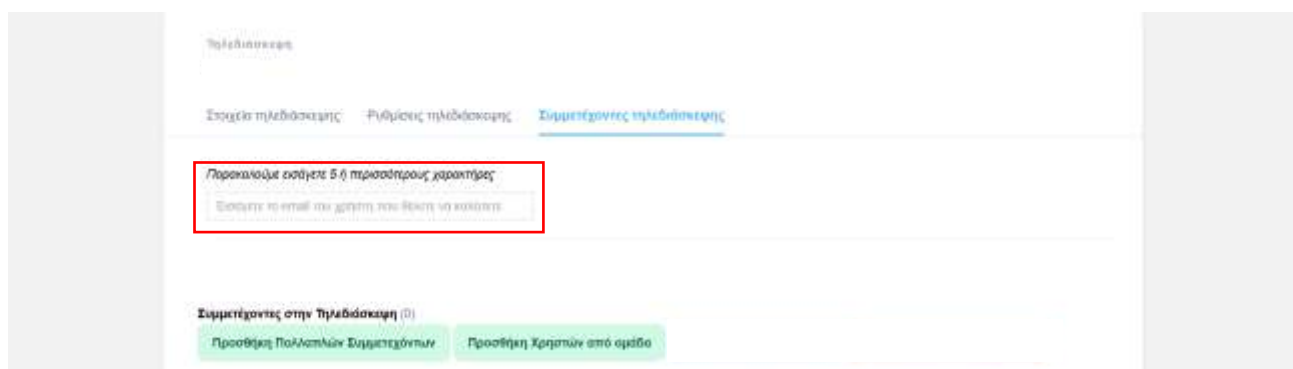 Τηλεδιάσκεψη
Στοιχεία τηλεδιάσκεψης Ρυθμίσεις τηλεδιάσκεψης Συμμετέχοντες τηλεδιάσκεψης
Παρακαλούμε εισάγετε 5 ή περισσότερους χαρακτήρες
Εισάγετε το email του χρήστη που θέλετε να καλέσετε
Συμμετέχοντες στην Τηλεδιάσκεψη (0)
Προσθήκη Πολλαπλών Συμμετεχόντων Προσθήκη Χρηστών από ομάδα